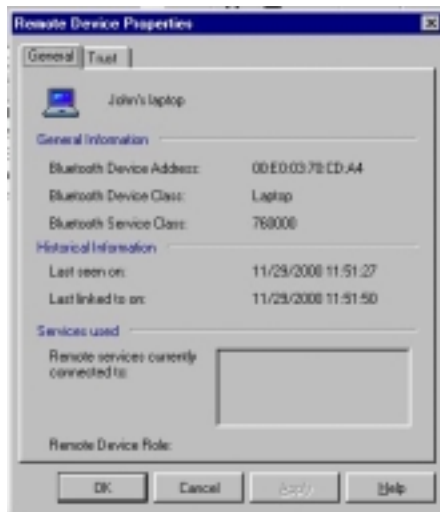 Remote Device Properties
General Trust
John's laptop
General Information
Bluetooth Device Address: 00:E0:03:78:CD:A4
Bluetooth Device Class: Laptop
Bluetooth Service Class: 760000
Historical Information
Last seen on: 11/29/2000 11:51:27
Last linked to on: 11/29/2000 11:51:50
Services used
Remote services currently
connected to:
Remote Device Role:
OK Cancel Apply Help